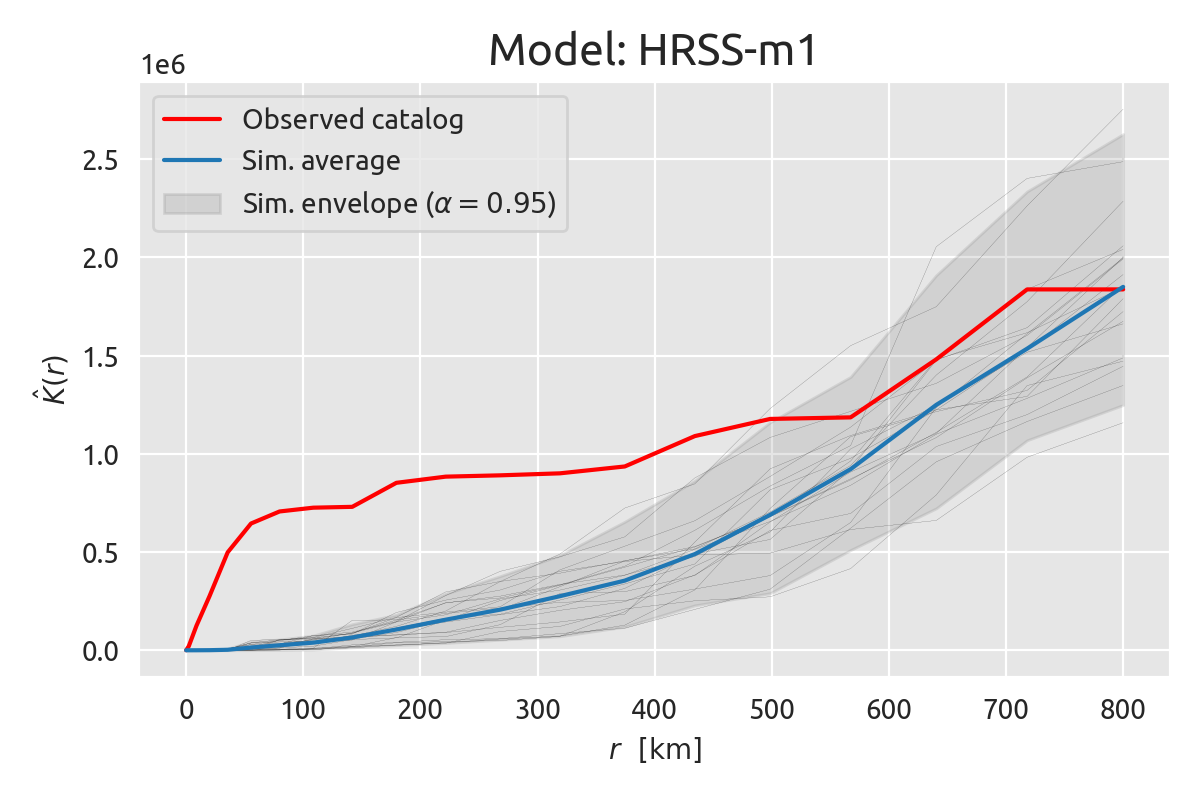 Model: HRSS-m1
1e6
Observed catalog
Sim. average
Sim. envelope (α = 0.95)
2.5
2.0
1.5
1.0
0.5
0.0
K̂(r)
0 100 200 300 400 500 600 700 800
r [km]